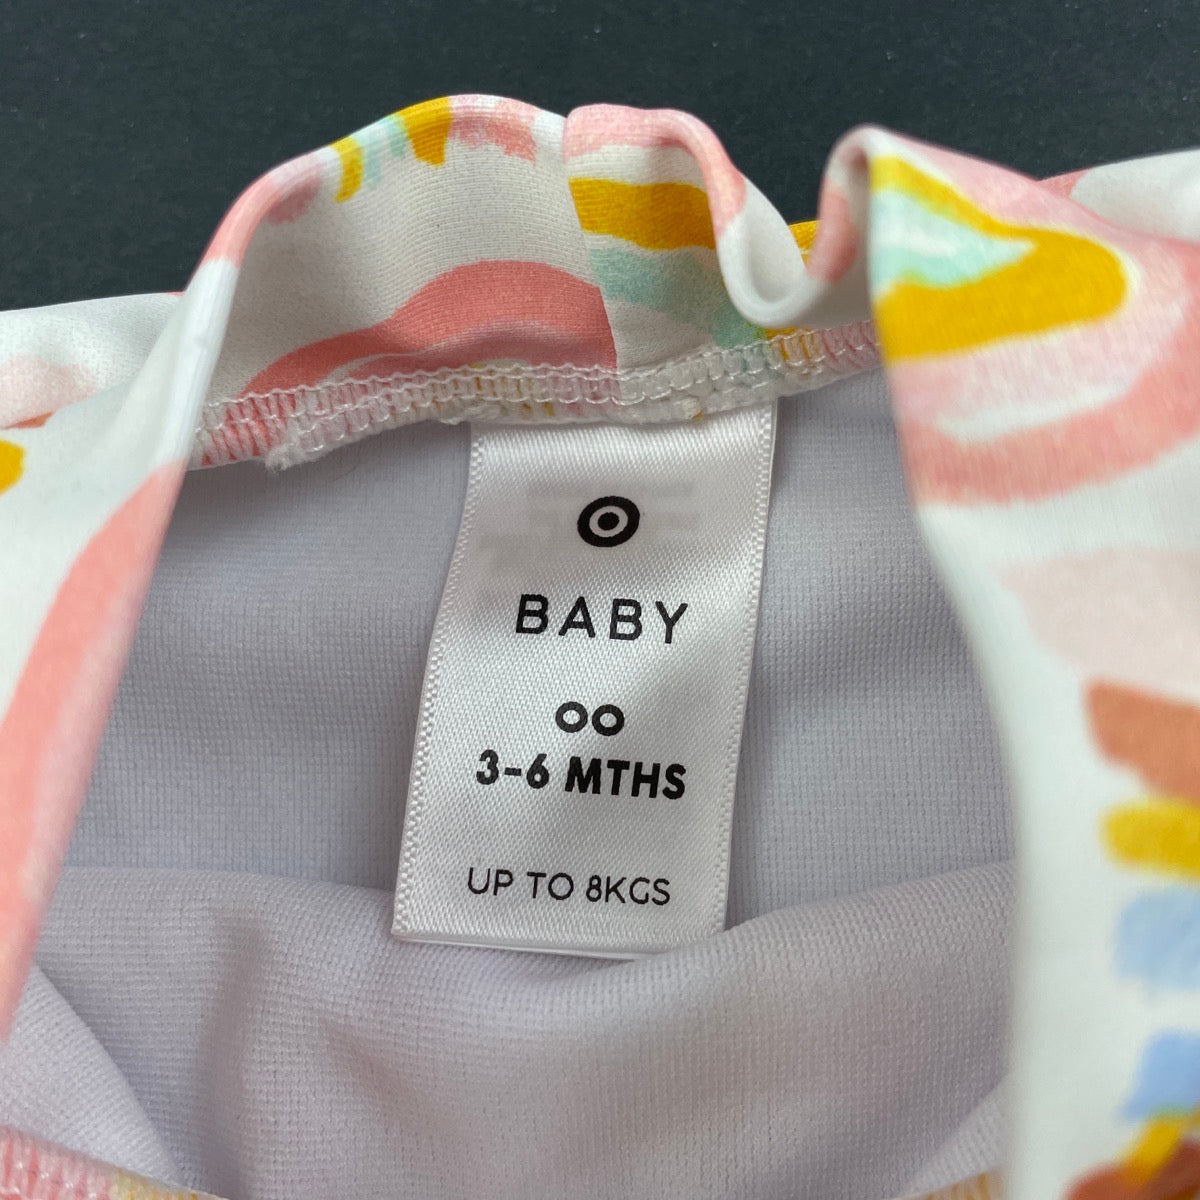 BABY
00
3-6 MTHS
UP TO 8KGS